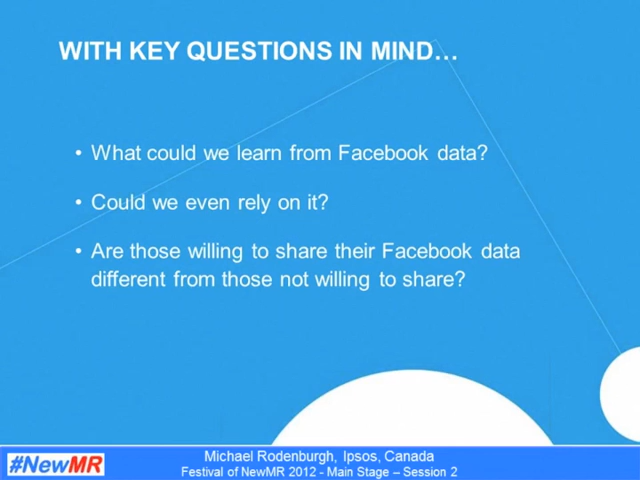 WITH KEY QUESTIONS IN MIND…
• What could we learn from Facebook data?
• Could we even rely on it?
• Are those willing to share their Facebook data
different from those not willing to share?
#NewMR
Michael Rodenburgh, Ipsos, Canada
Festival of NewMR 2012 - Main Stage – Session 2